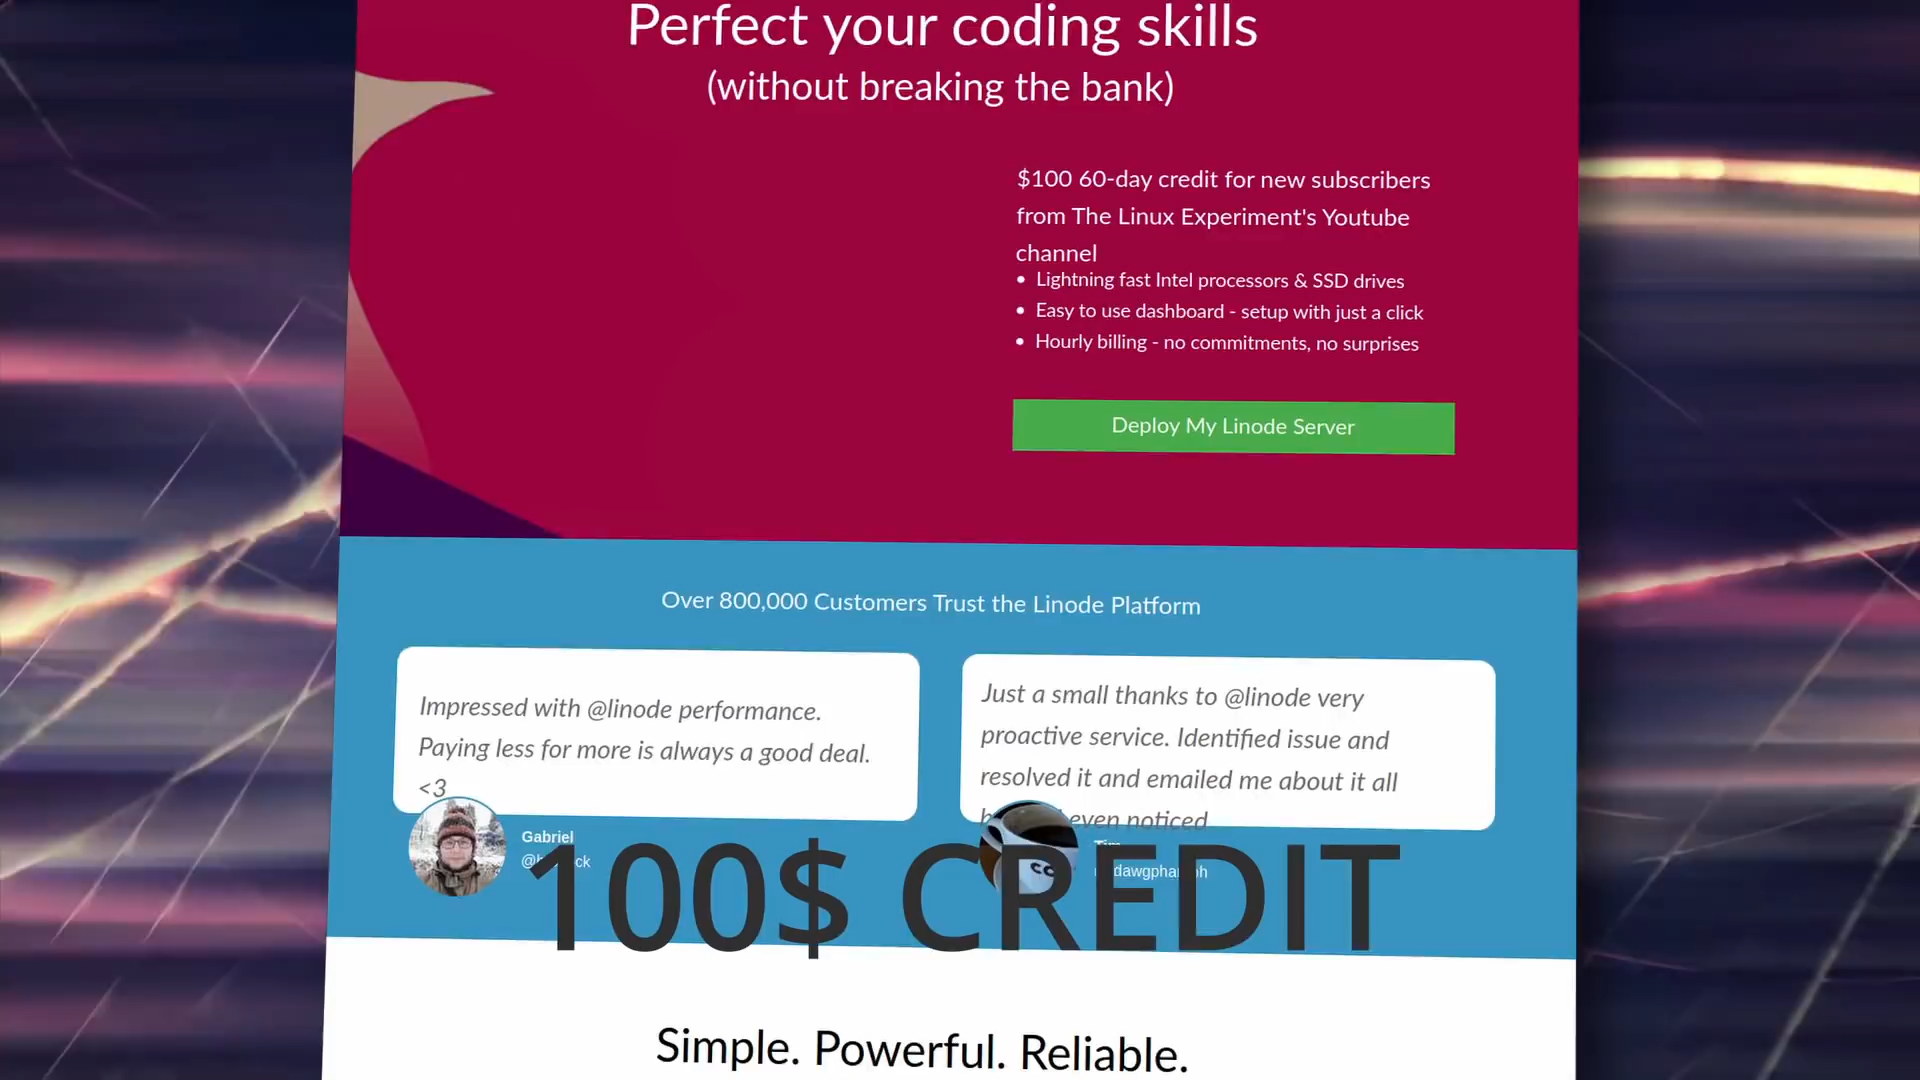 Perfect your coding skills
(without breaking the bank)
$100 60-day credit for new subscribers
from The Linux Experiment's Youtube
channel
• Lightning fast Intel processors & SSD drives
• Easy to use dashboard - setup with just a click
• Hourly billing - no commitments, no surprises
Deploy My Linode Server
Over 800,000 Customers Trust the Linode Platform
Impressed with @linode performance.
Paying less for more is always a good deal.
<3
Just a small thanks to @linode very
proactive service. Identified issue and
resolved it and emailed me about it all
even noticed
Gabriel
100$ CREDIT
Simple. Powerful. Reliable.